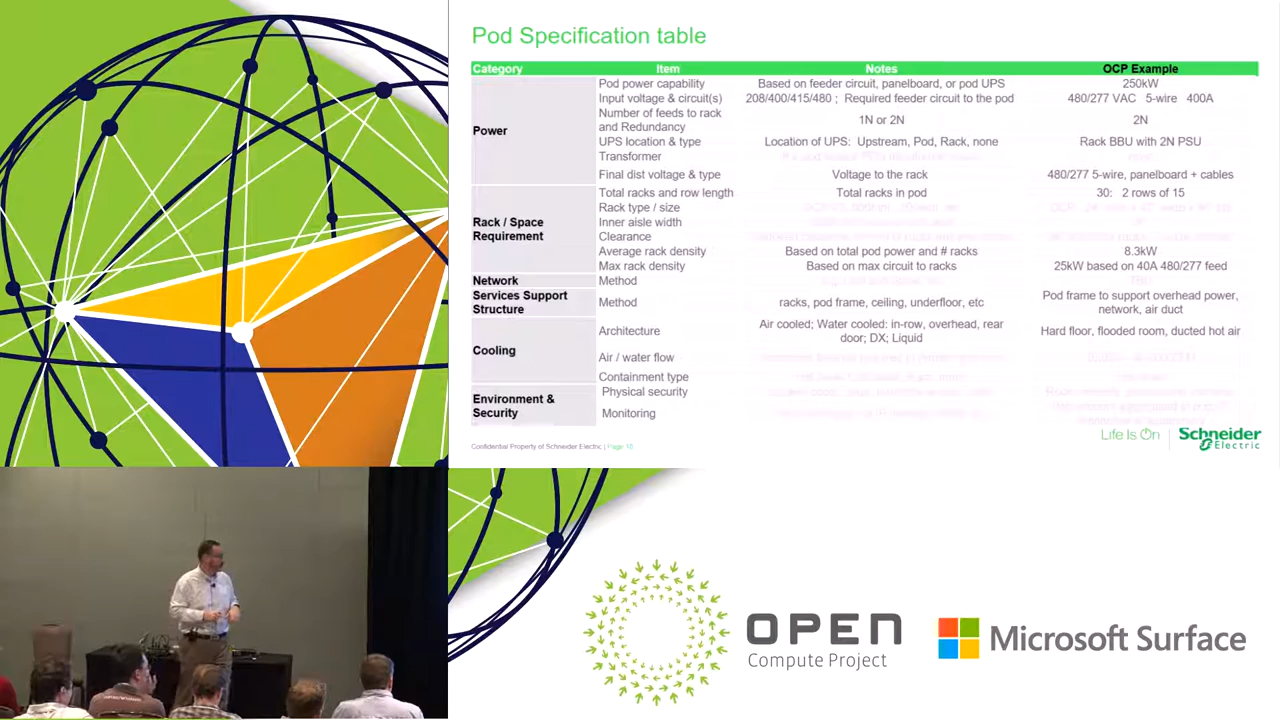 Pod Specification table
Category Item Notes OCP Example
Power
Pod power capability Based on feeder circuit, panelboard, or pod UPS 250kW
Input voltage & circuit(s) 208/400/415/480 ; Required feeder circuit to the pod 480/277 VAC 5-wire 400A
Number of feeds to rack
and Redundancy 1N or 2N 2N
UPS location & type Location of UPS: Upstream, Pod, Rack, none Rack BBU with 2N PSU
Transformer
Final dist voltage & type Voltage to the rack 480/277 5-wire, panelboard + cables
Rack / Space
Requirement
Total racks and row length Total racks in pod 30: 2 rows of 15
Rack type / size
Inner aisle width
Clearance
Average rack density Based on total pod power and # racks 8.3kW
Max rack density Based on max circuit to racks 25kW based on 40A 480/277 feed
Network Method
Services Support
Structure
Method racks, pod frame, ceiling, underfloor, etc Pod frame to support overhead power,
network, air duct
Cooling
Architecture Air cooled; Water cooled: in-row, overhead, rear
door; DX; Liquid Hard floor, flooded room, ducted hot air
Air / water flow
Containment type
Environment &
Security
Physical security
Monitoring
Confidential Property of Schneider Electric | Page 16
Life Is On Schneider
Electric
OPEN
Compute Project
Microsoft Surface